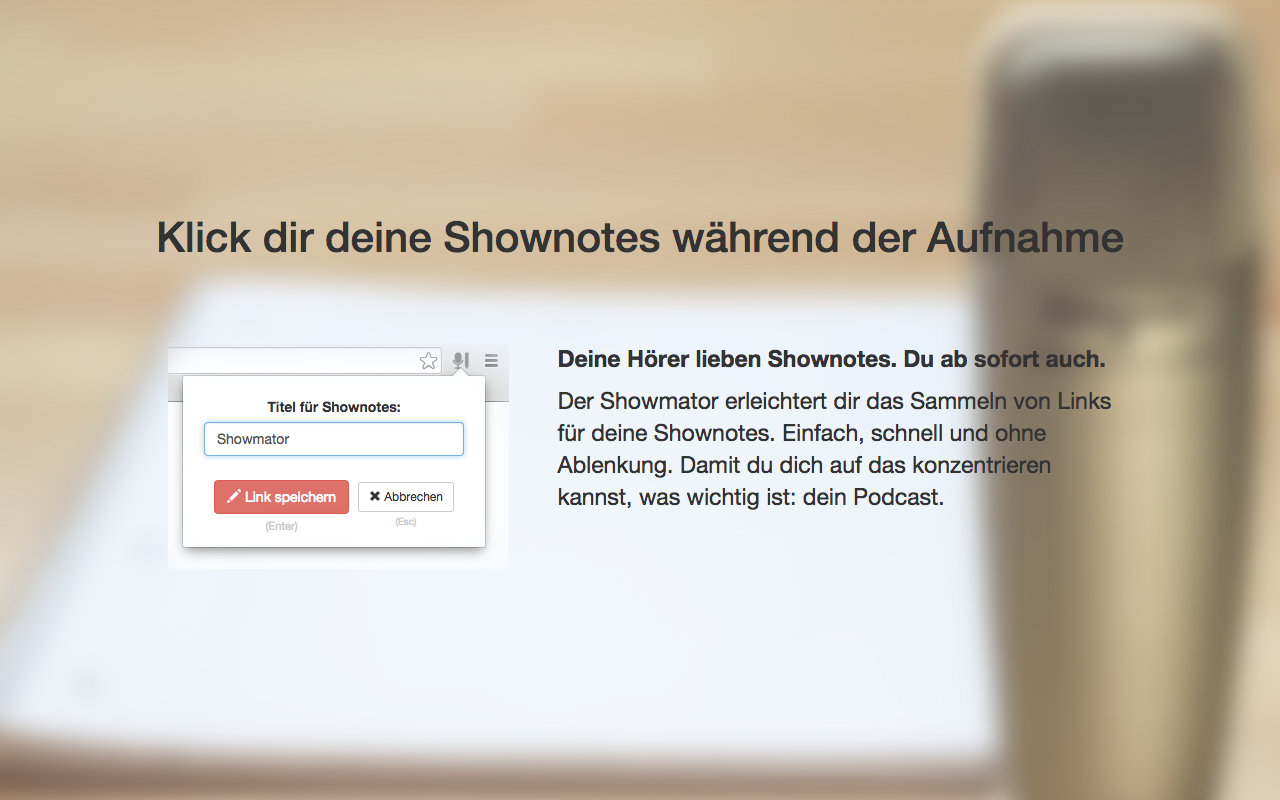 Klick dir deine Shownotes während der Aufnahme
Titel für Shownotes:
Showmator
Link speichern
Abbrechen
(Enter)
(Esc)
Deine Hörer lieben Shownotes. Du ab sofort auch.
Der Showmator erleichtert dir das Sammeln von Links
für deine Shownotes. Einfach, schnell und ohne
Ablenkung. Damit du dich auf das konzentrieren
kannst, was wichtig ist: dein Podcast.